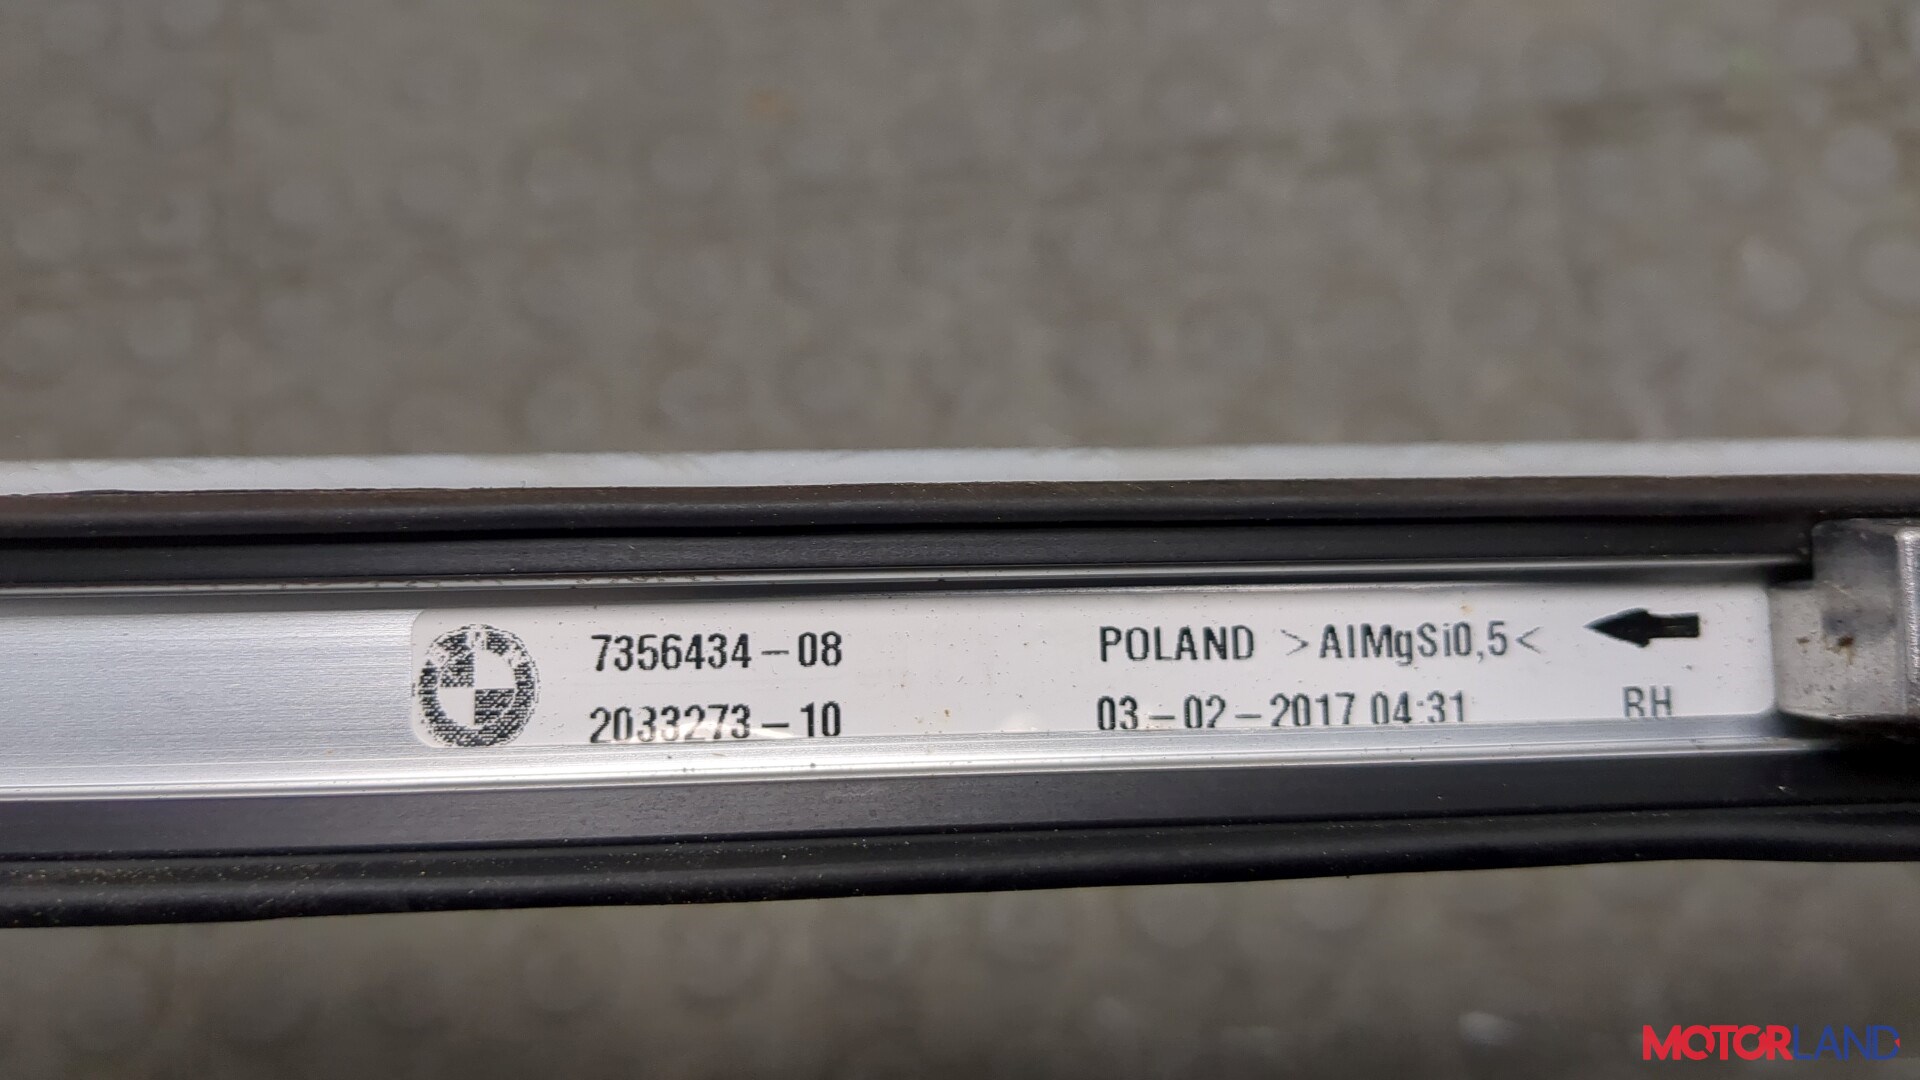 7356434-08 POLAND >AlMgSi0,5<
2033273-10 03-02-2017 04:31 RH
MOTORLAND